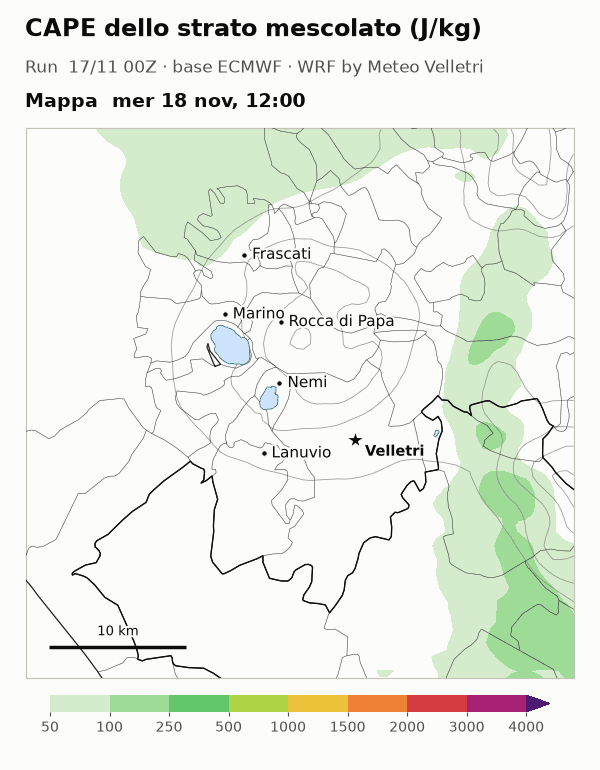 CAPE dello strato mescolato (J/kg)
Run 17/11 00Z · base ECMWF · WRF by Meteo Velletri
Mappa mer 18 nov, 12:00
Frascati
Marino
Rocca di Papa
Nemi
Velletri
Lanuvio
10 km
50 100 250 500 1000 1500 2000 3000 4000